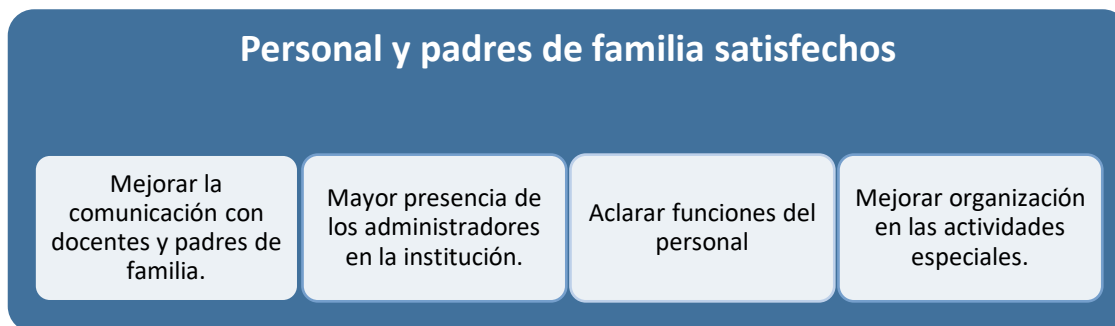 Personal y padres de familia satisfechos
Mejorar la
comunicación con
docentes y padres de
familia.
Mayor presencia de
los administradores
en la institución.
Aclarar funciones del
personal
Mejorar organización
en las actividades
especiales.